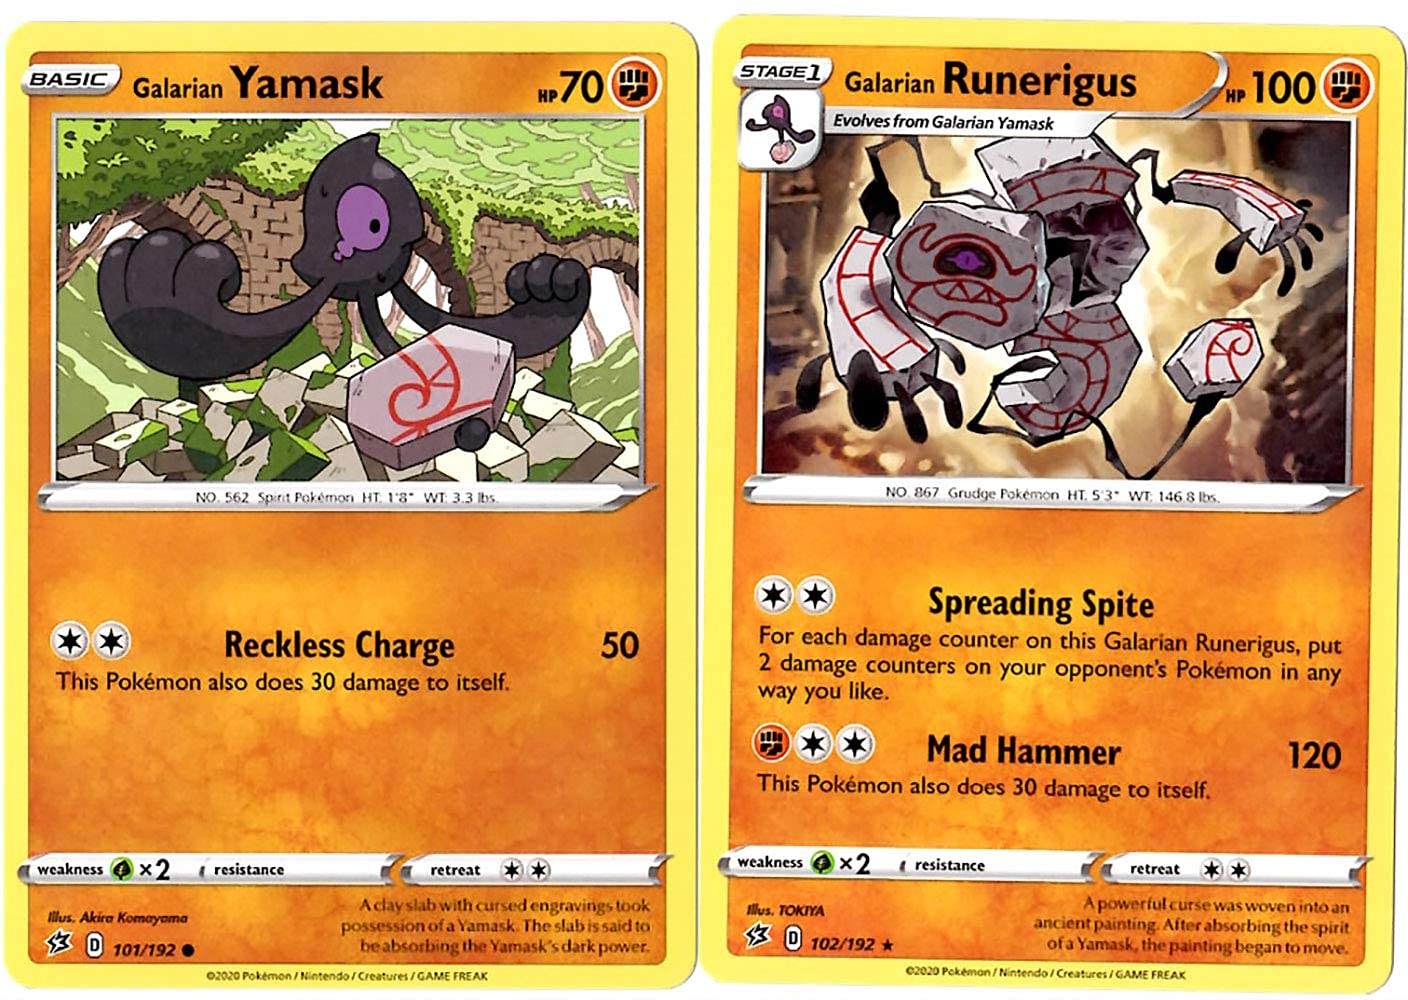 BASIC
Galarian Yamask
HP 70
NO. 562 Spirit Pokémon HT: 1'8" WT: 3.3 lbs.
Reckless Charge 50
This Pokémon also does 30 damage to itself.
weakness ×2 resistance retreat
Illus. Akira Komayama
A clay slab with cursed engravings took
possession of a Yamask. The slab is said to
be absorbing the Yamask's dark power.
D 101/192
©2020 Pokémon / Nintendo / Creatures / GAME FREAK
STAGE 1
Galarian Runerigus
HP 100
Evolves from Galarian Yamask
NO. 867 Grudge Pokémon HT: 5'3" WT: 146.8 lbs.
Spreading Spite
For each damage counter on this Galarian Runerigus, put
2 damage counters on your opponent's Pokémon in any
way you like.
Mad Hammer 120
This Pokémon also does 30 damage to itself.
weakness ×2 resistance retreat
Illus. TOKIYA
A powerful curse was woven into an
ancient painting. After absorbing the spirit
of a Yamask, the painting began to move.
D 102/192
©2020 Pokémon / Nintendo / Creatures / GAME FREAK